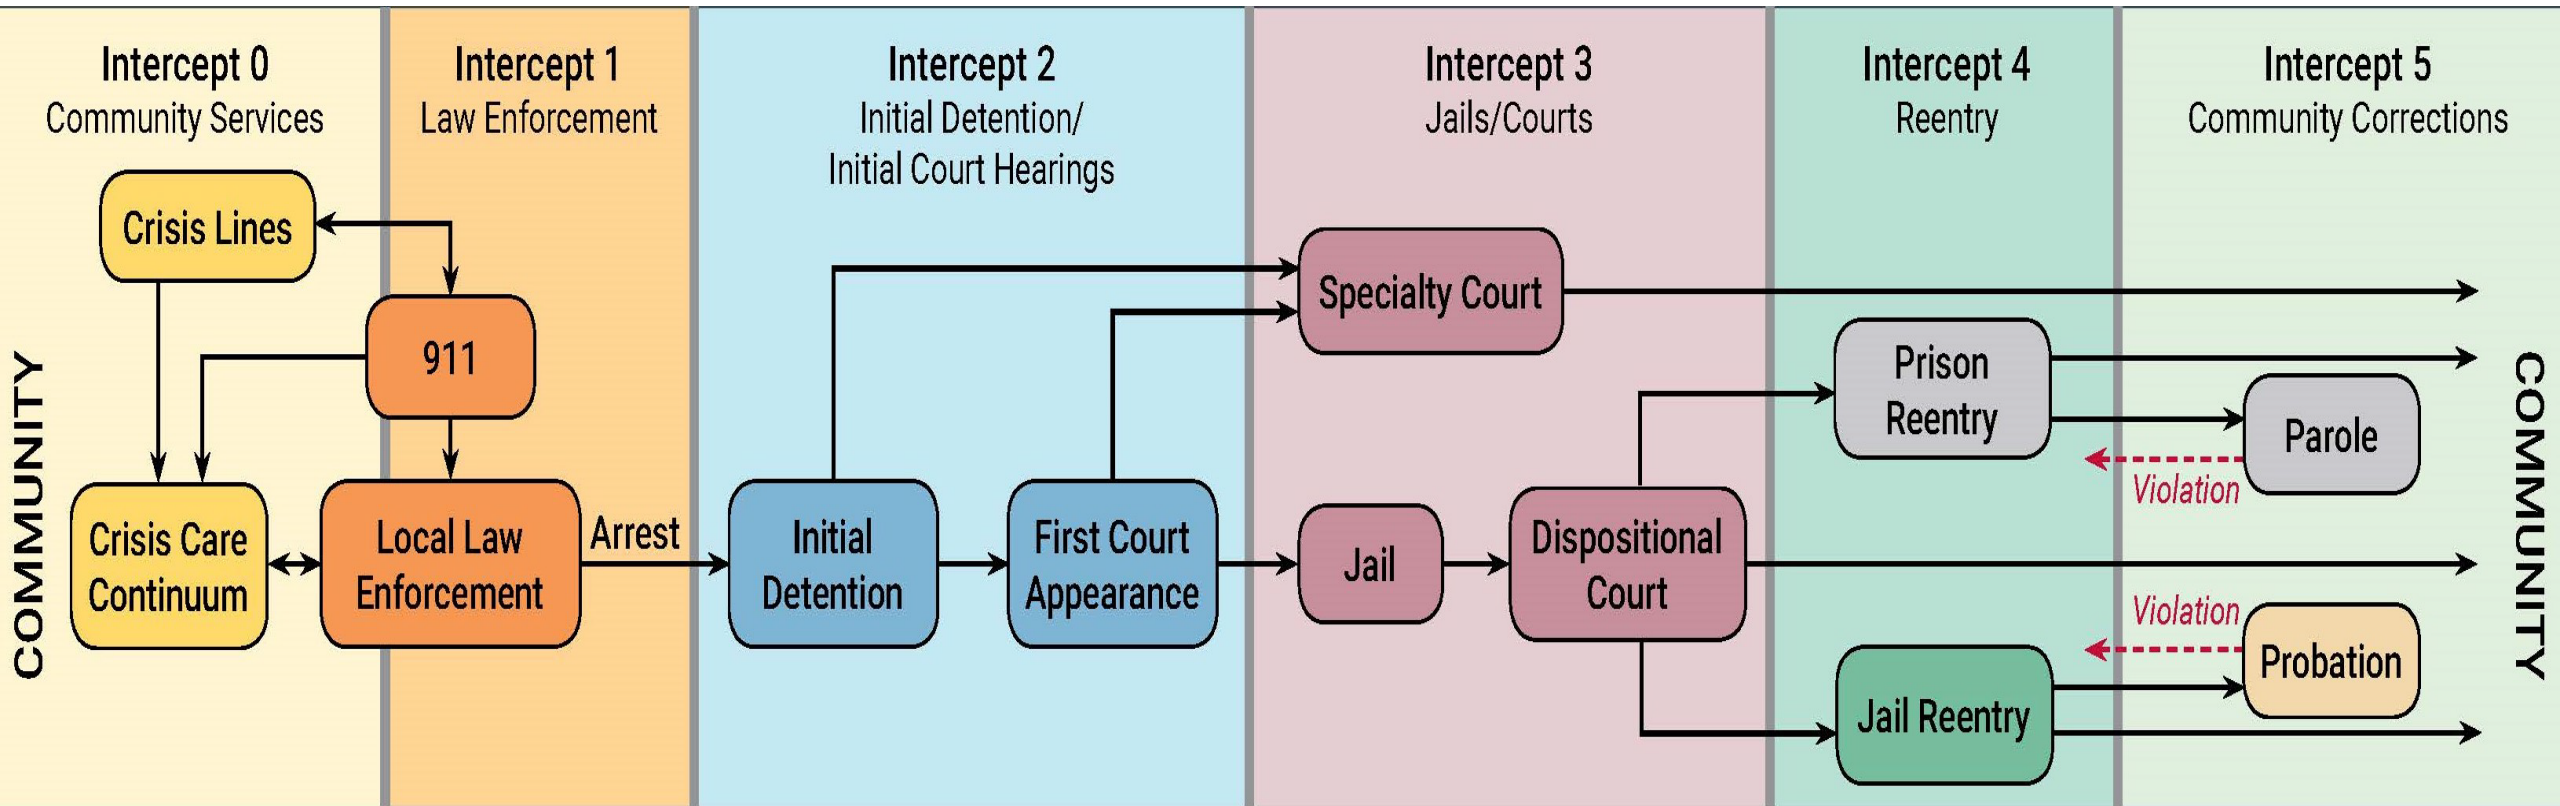 Intercept 0
Community Services
Intercept 1
Law Enforcement
Intercept 2
Initial Detention/
Initial Court Hearings
Intercept 3
Jails/Courts
Intercept 4
Reentry
Intercept 5
Community Corrections
COMMUNITY
Crisis Lines
911
Crisis Care
Continuum
Local Law
Enforcement
Arrest
Initial
Detention
First Court
Appearance
Specialty Court
Jail
Dispositional
Court
Prison
Reentry
Jail Reentry
Parole
Violation
Violation
Probation
COMMUNITY